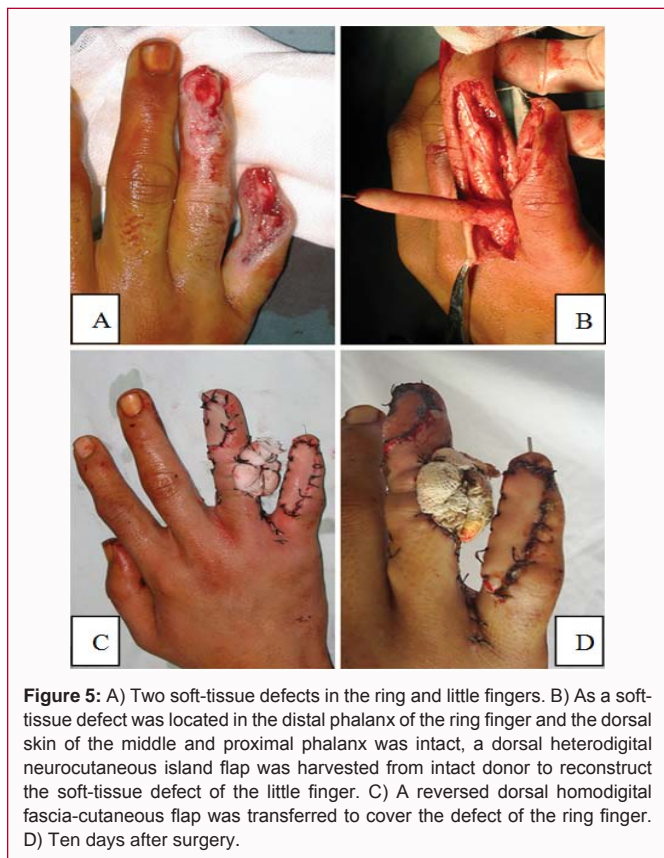 A
B
C
D
Figure 5: A) Two soft-tissue defects in the ring and little fingers. B) As a soft-
tissue defect was located in the distal phalanx of the ring finger and the dorsal
skin of the middle and proximal phalanx was intact, a dorsal heterodigital
neurocutaneous island flap was harvested from intact donor to reconstruct
the soft-tissue defect of the little finger. C) A reversed dorsal homodigital
fascia-cutaneous flap was transferred to cover the defect of the ring finger.
D) Ten days after surgery.